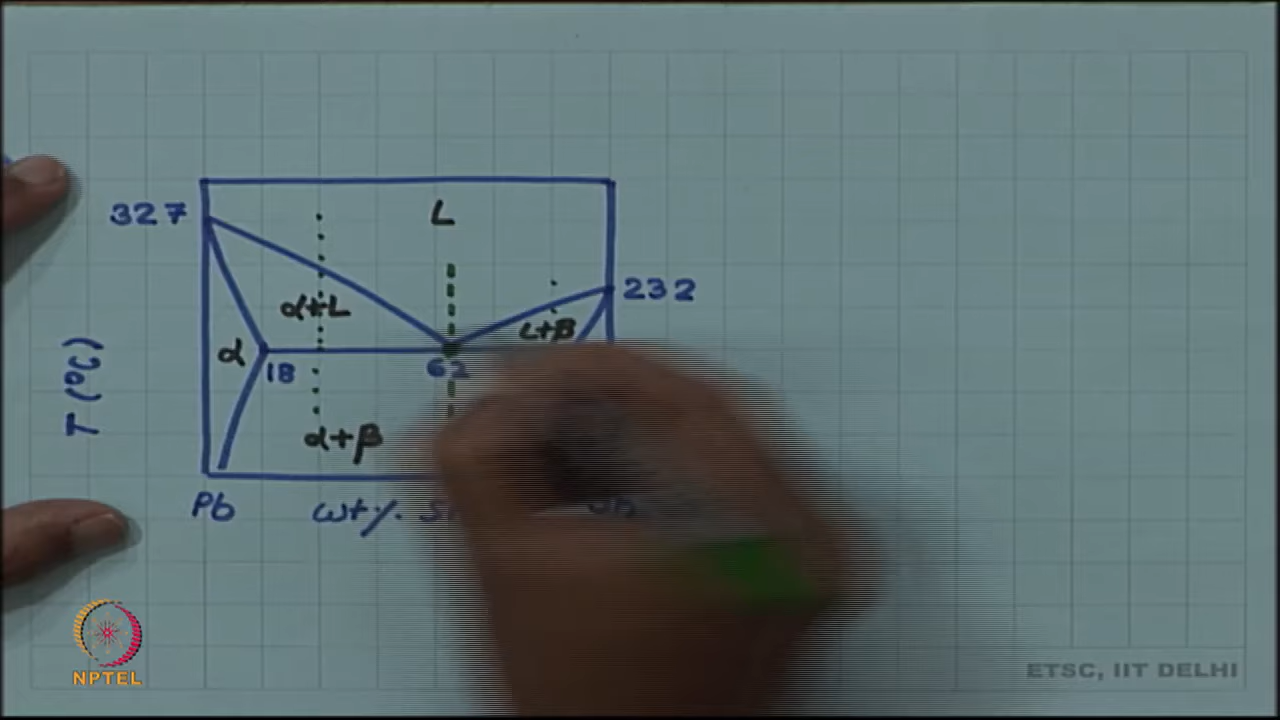 327
L
232
α+L
L+β
α
18
62
T (°C)
α+β
Pb
wt%.
NPTEL
ETSC, IIT DELHI